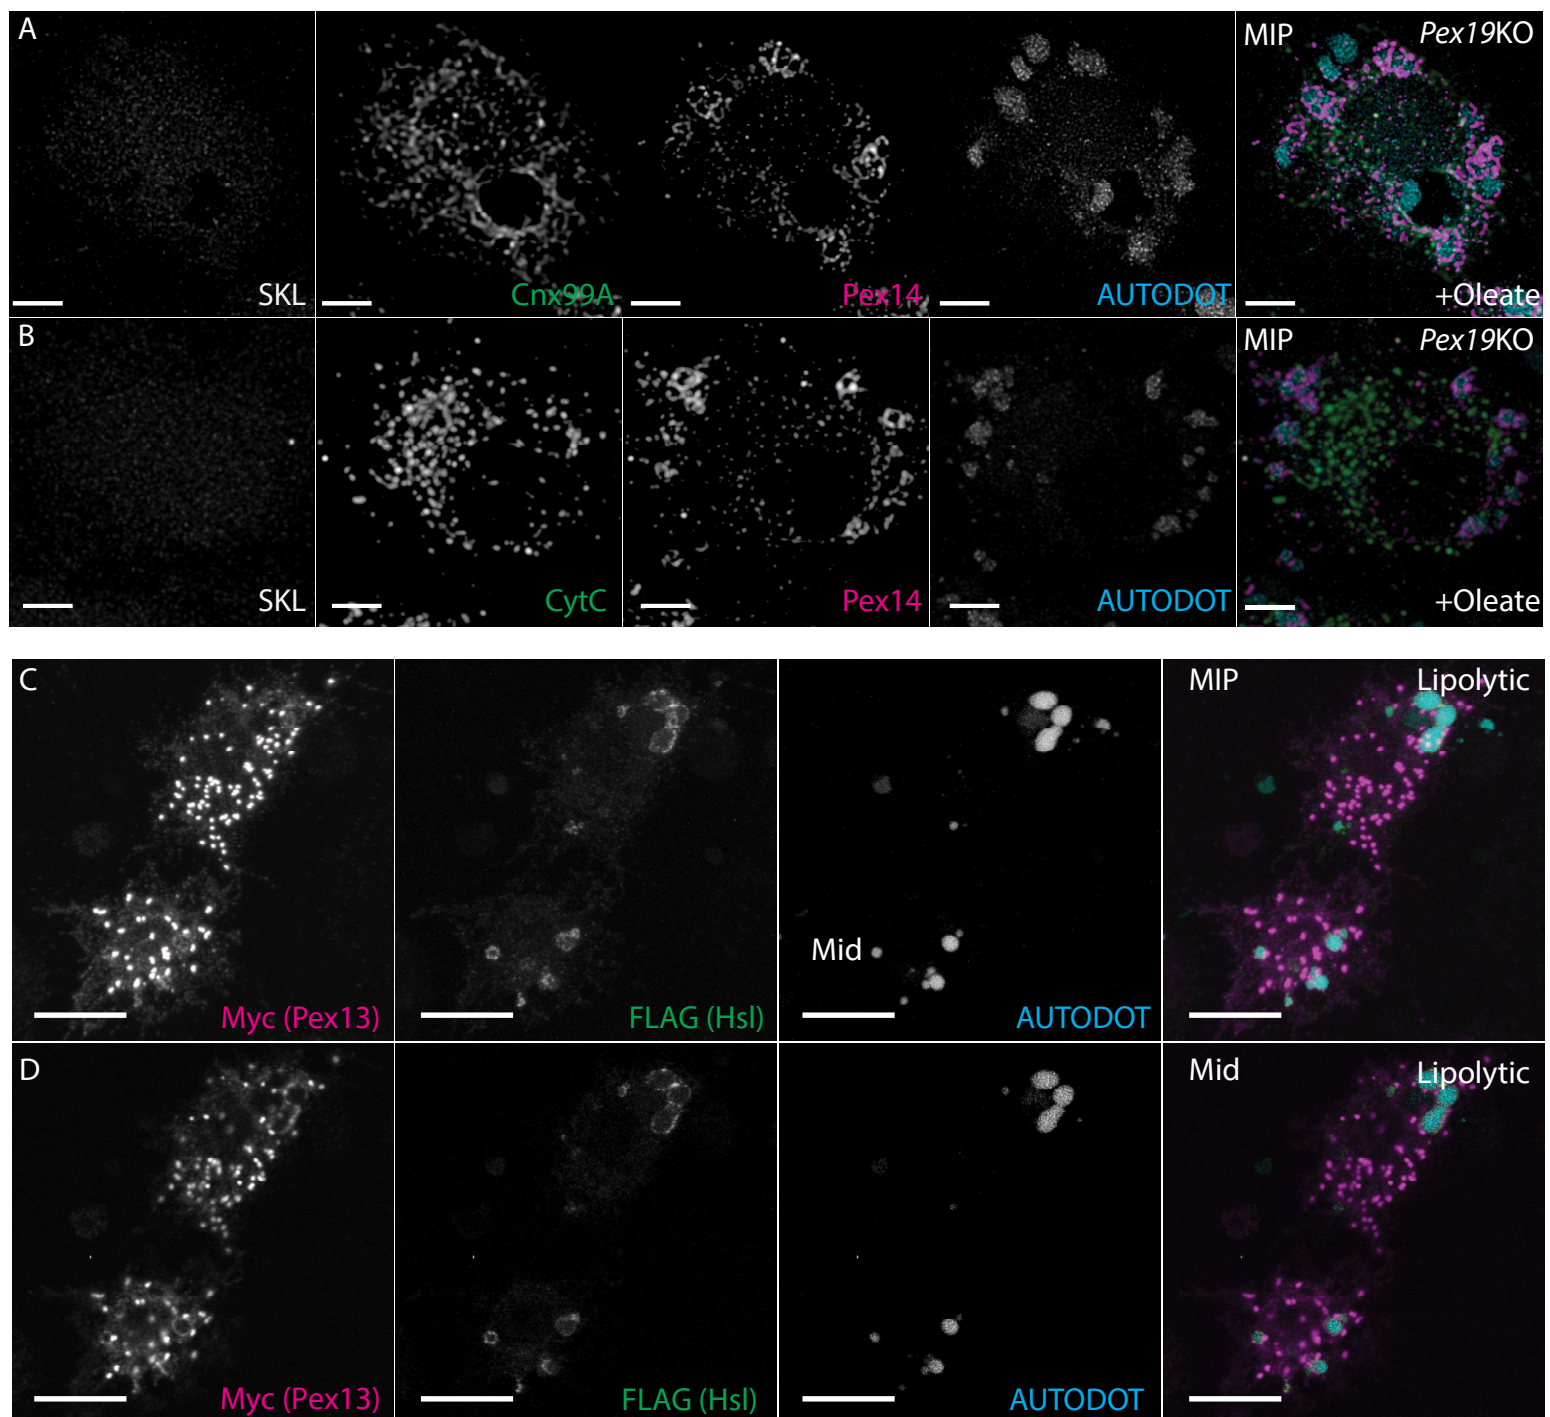 A
MIP
Pex19KO
SKL
Cnx99A
Pex14
AUTODOT
+Oleate
B
MIP
Pex19KO
SKL
CytC
Pex14
AUTODOT
+Oleate
C
MIP
Lipolytic
Mid
Myc (Pex13)
FLAG (Hsl)
AUTODOT
D
Mid
Lipolytic
Myc (Pex13)
FLAG (Hsl)
AUTODOT